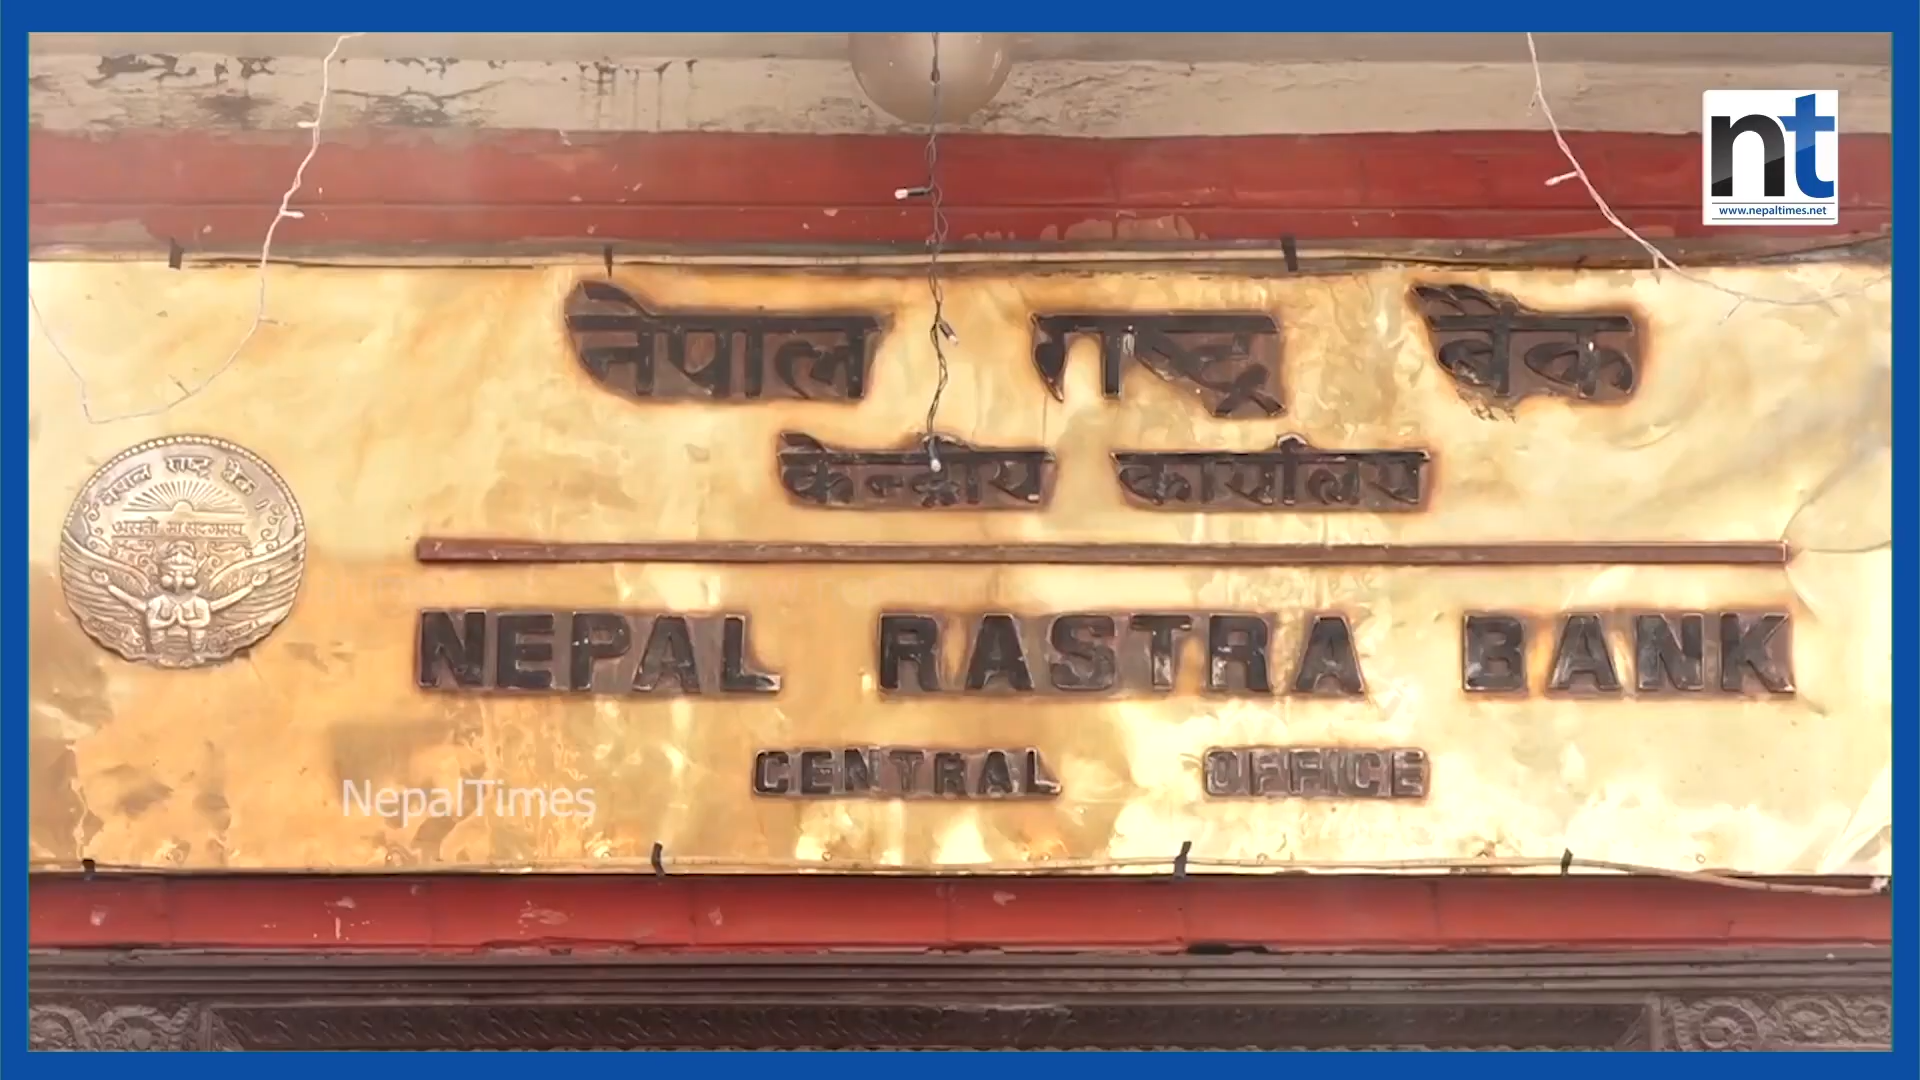 nt
www.nepaltimes.net
नेपाल राष्ट्र बैंक
केन्द्रीय कार्यालय
नेपाल राष्ट्र बैंक
NEPAL RASTRA BANK
CENTRAL OFFICE
NepalTimes